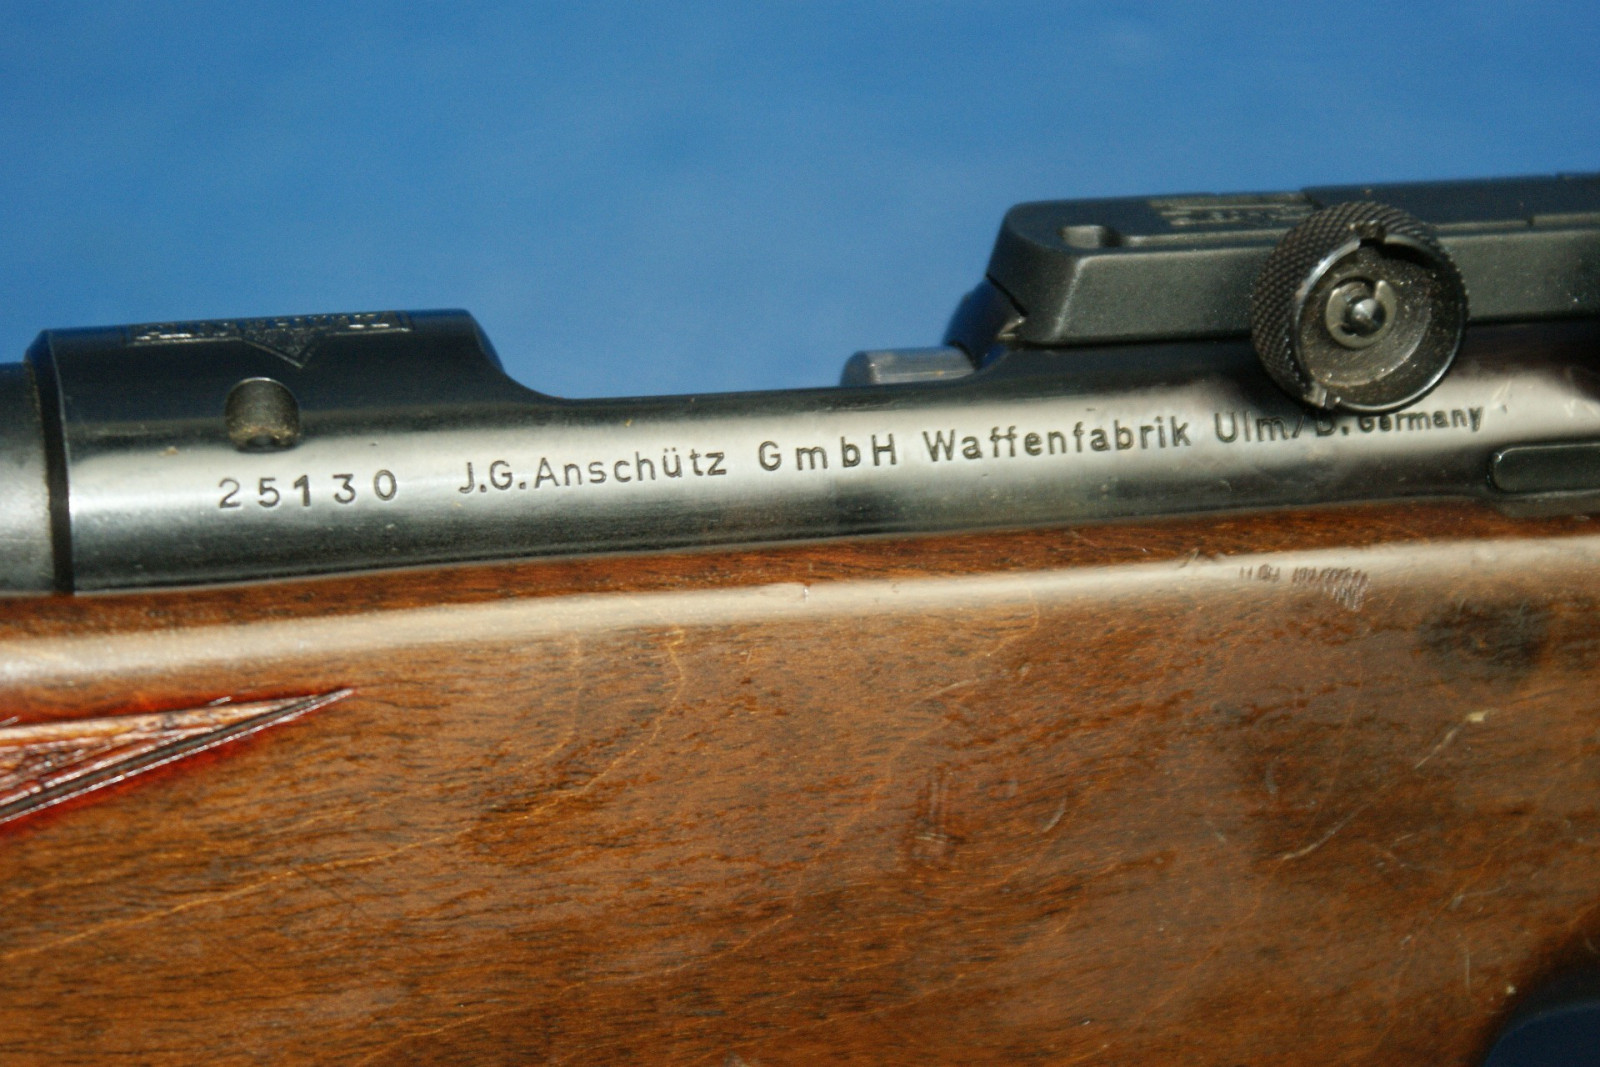 25130 J.G.Anschütz GmbH Waffenfabrik Ulm/D. Germany